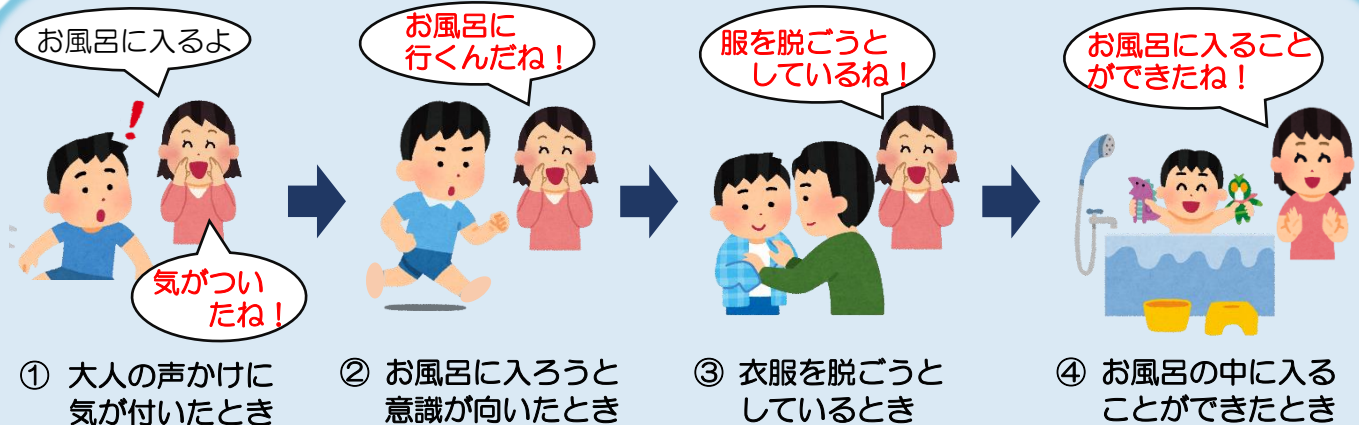 お風呂に入るよ
気がつい
たね！
① 大人の声かけに
気が付いたとき
お風呂に
行くんだね！
② お風呂に入ろうと
意識が向いたとき
服を脱ごうと
しているね！
③ 衣服を脱ごうと
しているとき
お風呂に入ること
ができたね！
④ お風呂の中に入る
ことができたとき